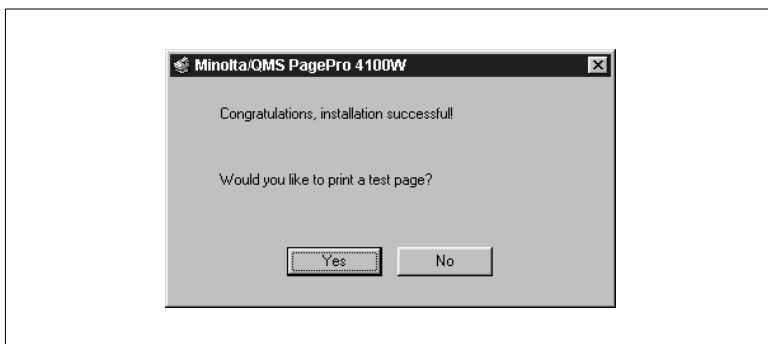 Minolta/QMS PagePro 4100W
Congratulations, installation successful!
Would you like to print a test page?
Yes
No